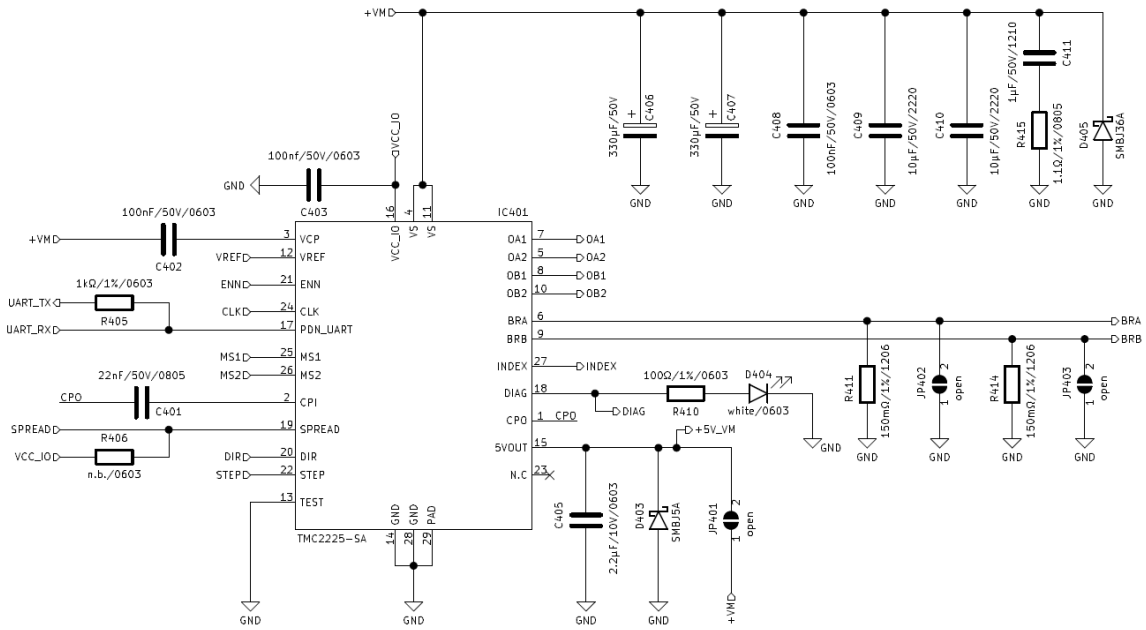 +VM
VCC_IO
330µF/50V
+
C406
330µF/50V
+
C407
C408
100nF/50V/0603
C409
10µF/50V/2220
C410
10µF/50V/2220
1µF/50V/1210
C411
R415
1.1Ω/1%/0805
D405
SMBJ36A
GND
GND
GND
GND
GND
GND
GND
100nf/50V/0603
GND
C403
100nF/50V/0603
+VM
C402
16
4
11
IC401
VCC_IO
VS
VS
3 VCP
VREF 12 VREF
ENN 21 ENN
1kΩ/1%/0603
UART_TX
R405
CLK 24 CLK
UART_RX 17 PDN_UART
MS1 25 MS1
MS2 26 MS2
22nF/50V/0805
CPO 2 CPI
C401
SPREAD 19 SPREAD
R406
VCC_IO
n.b./0603
DIR 20 DIR
STEP 22 STEP
13 TEST
OA1 7 OA1
OA2 5 OA2
OB1 8 OB1
OB2 10 OB2
BRA 6 BRA
BRB 9 BRB
INDEX 27 INDEX
DIAG 18
DIAG
100Ω/1%/0603
R410
D404
white/0603
GND
CPO 1 CPO
5VOUT 15
+5V_VM
N.C 23
R411
150mΩ/1%/1206
JP402
1 2
open
R414
150mΩ/1%/1206
JP403
1 2
open
GND
GND
GND
GND
GND
GND
PAD
14
28
29
TMC2225-SA
C405
2.2µF/10V/0603
D403
SMBJ5A
JP401
1 2
open
GND
GND
GND
GND
+VM